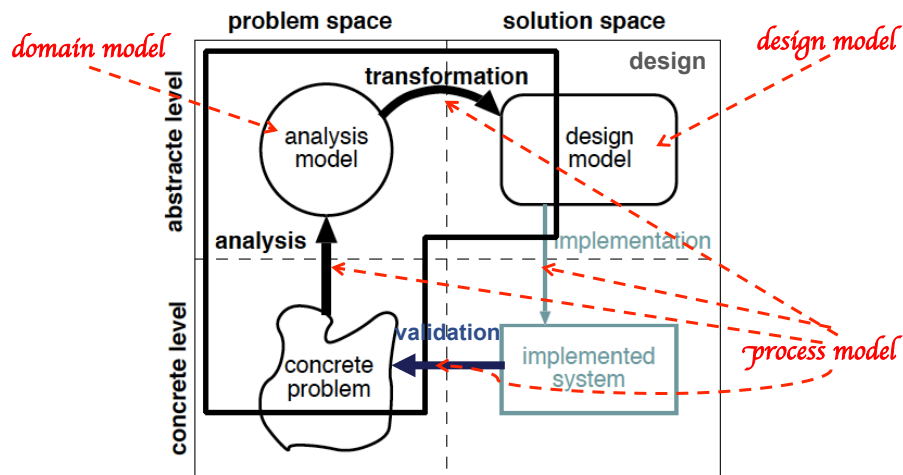 problem space
solution space
domain model
design model
design
transformation
abstracte level
analysis
model
design
model
analysis
implementation
concrete level
validation
process model
concrete
problem
implemented
system